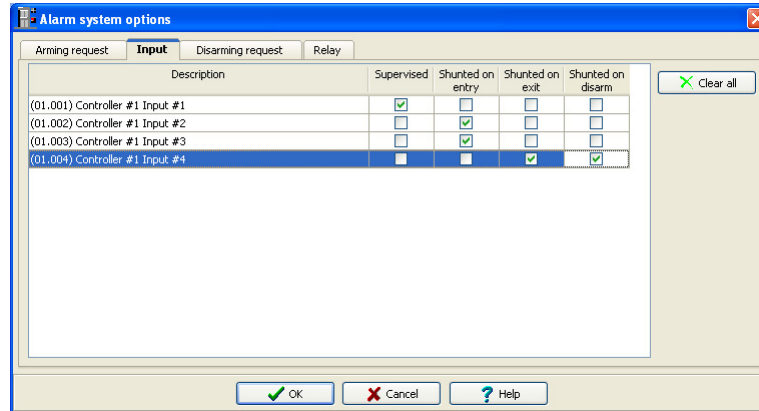 Alarm system options
Arming request Input Disarming request Relay
Description Supervised Shunted on entry Shunted on exit Shunted on disarm
Clear all
(01.001) Controller #1 Input #1
(01.002) Controller #1 Input #2
(01.003) Controller #1 Input #3
(01.004) Controller #1 Input #4
OK Cancel Help